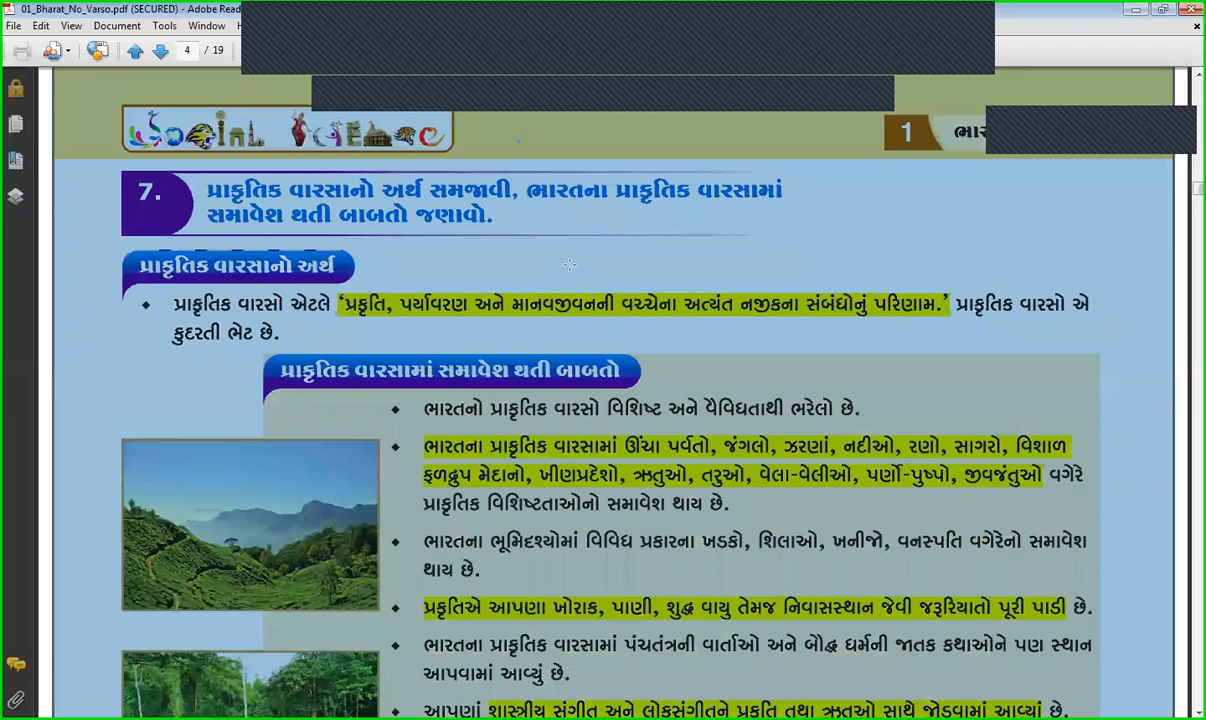 01_Bharat_No_Varso.pdf (SECURED) - Adobe Read
File Edit View Document Tools Window
4 / 19
Social Science
1
7.
પ્રાકૃતિક વારસાનો અર્થ સમજાવી, ભારતના પ્રાકૃતિક વારસામાં
સમાવેશ થતી બાબતો જણાવો.
પ્રાકૃતિક વારસાનો અર્થ
પ્રાકૃતિક વારસો એટલે ‘પ્રકૃતિ, પર્યાવરણ અને માનવજીવનની વચ્ચેના અત્યંત નજીકના સંબંધોનું પરિણામ.’ પ્રાકૃતિક વારસો એ
કુદરતી ભેટ છે.
પ્રાકૃતિક વારસામાં સમાવેશ થતી બાબતો
ભારતનો પ્રાકૃતિક વારસો વિશિષ્ટ અને વૈવિધતાથી ભરેલો છે.
ભારતના પ્રાકૃતિક વારસામાં ઊંચા પર્વતો, જંગલો, ઝરણાં, નદીઓ, રણો, સાગરો, વિશાળ
ફળદ્રુપ મેદાનો, ખીણપ્રદેશો, ઋતુઓ, તરુઓ, વેલા-વેલીઓ, પર્ણો-પુષ્પો, જીવજંતુઓ વગેરે
પ્રાકૃતિક વિશિષ્ટતાઓનો સમાવેશ થાય છે.
ભારતના ભૂમિદશ્યોમાં વિવિધ પ્રકારના ખડકો, શિલાઓ, ખનીજો, વનસ્પતિ વગેરેનો સમાવેશ
થાય છે.
પ્રકૃતિએ આપણા ખોરાક, પાણી, શુદ્ધ વાયુ તેમજ નિવાસસ્થાન જેવી જરૂરિયાતો પૂરી પાડી છે.
ભારતના પ્રાકૃતિક વારસામાં પંચતંત્રની વાર્તાઓ અને બૌદ્ધ ધર્મની જાતક કથાઓને પણ સ્થાન
આપવામાં આવ્યું છે.
આપણાં શાસ્ત્રીય સંગીત અને લોકસંગીતને પ્રકૃતિ તથા ઋતુઓ સાથે જોડવામાં આવ્યાં છે.